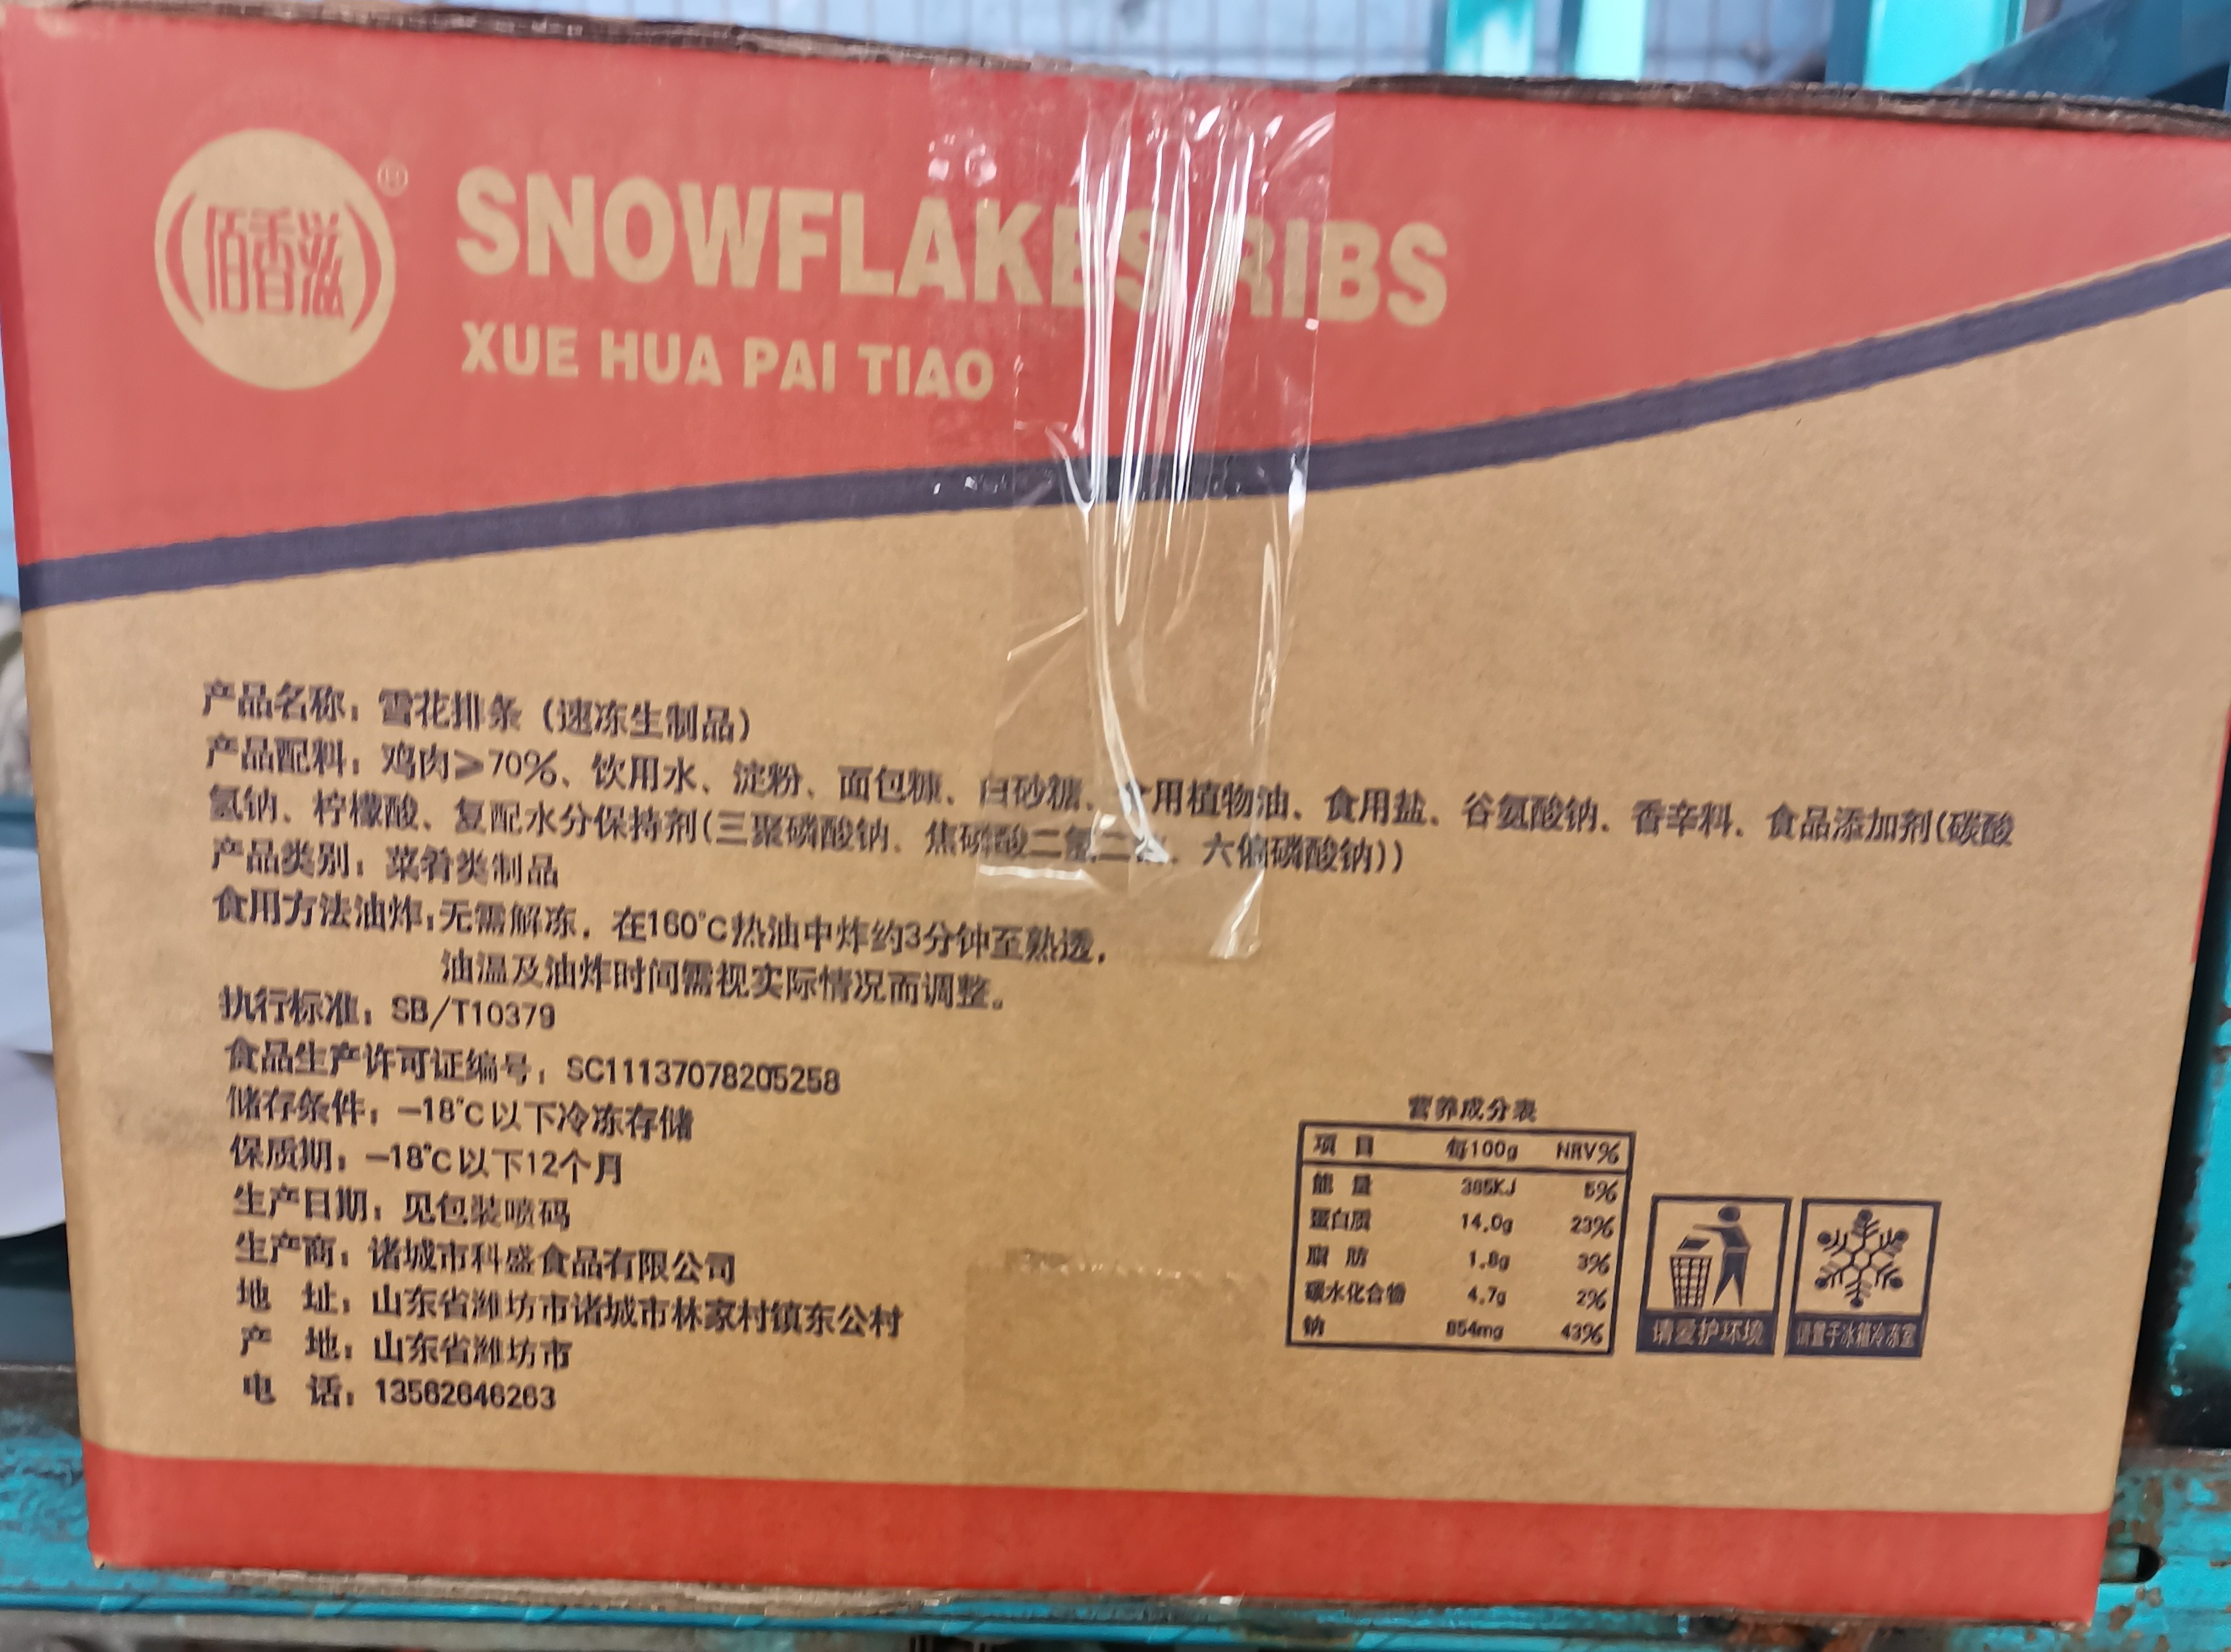 佰香滋
®
SNOWFLAKES RIBS
XUE HUA PAI TIAO
产品名称：雪花排条（速冻生制品）
产品配料：鸡肉≥70%、饮用水、淀粉、面包糠、白砂糖、食用植物油、食用盐、谷氨酸钠、香辛料、食品添加剂(碳酸
氢钠、柠檬酸、复配水分保持剂(三聚磷酸钠、焦磷酸二氢二钠、六偏磷酸钠))
产品类别：菜肴类制品
食用方法油炸：无需解冻，在160℃热油中炸约3分钟至熟透，
油温及油炸时间需视实际情况而调整。
执行标准：SB/T10379
食品生产许可证编号：SC11137078205258
储存条件：-18℃以下冷冻存储
保质期：-18℃以下12个月
生产日期：见包装喷码
生产商：诸城市科盛食品有限公司
地 址：山东省潍坊市诸城市林家村镇东公村
产 地：山东省潍坊市
电 话：13562646263
营养成分表
项 目 每100g NRV%
能 量 385KJ 5%
蛋白质 14.0g 23%
脂 肪 1.8g 3%
碳水化合物 4.7g 2%
钠 854mg 43%
请爱护环境
请置于冰箱冷冻室